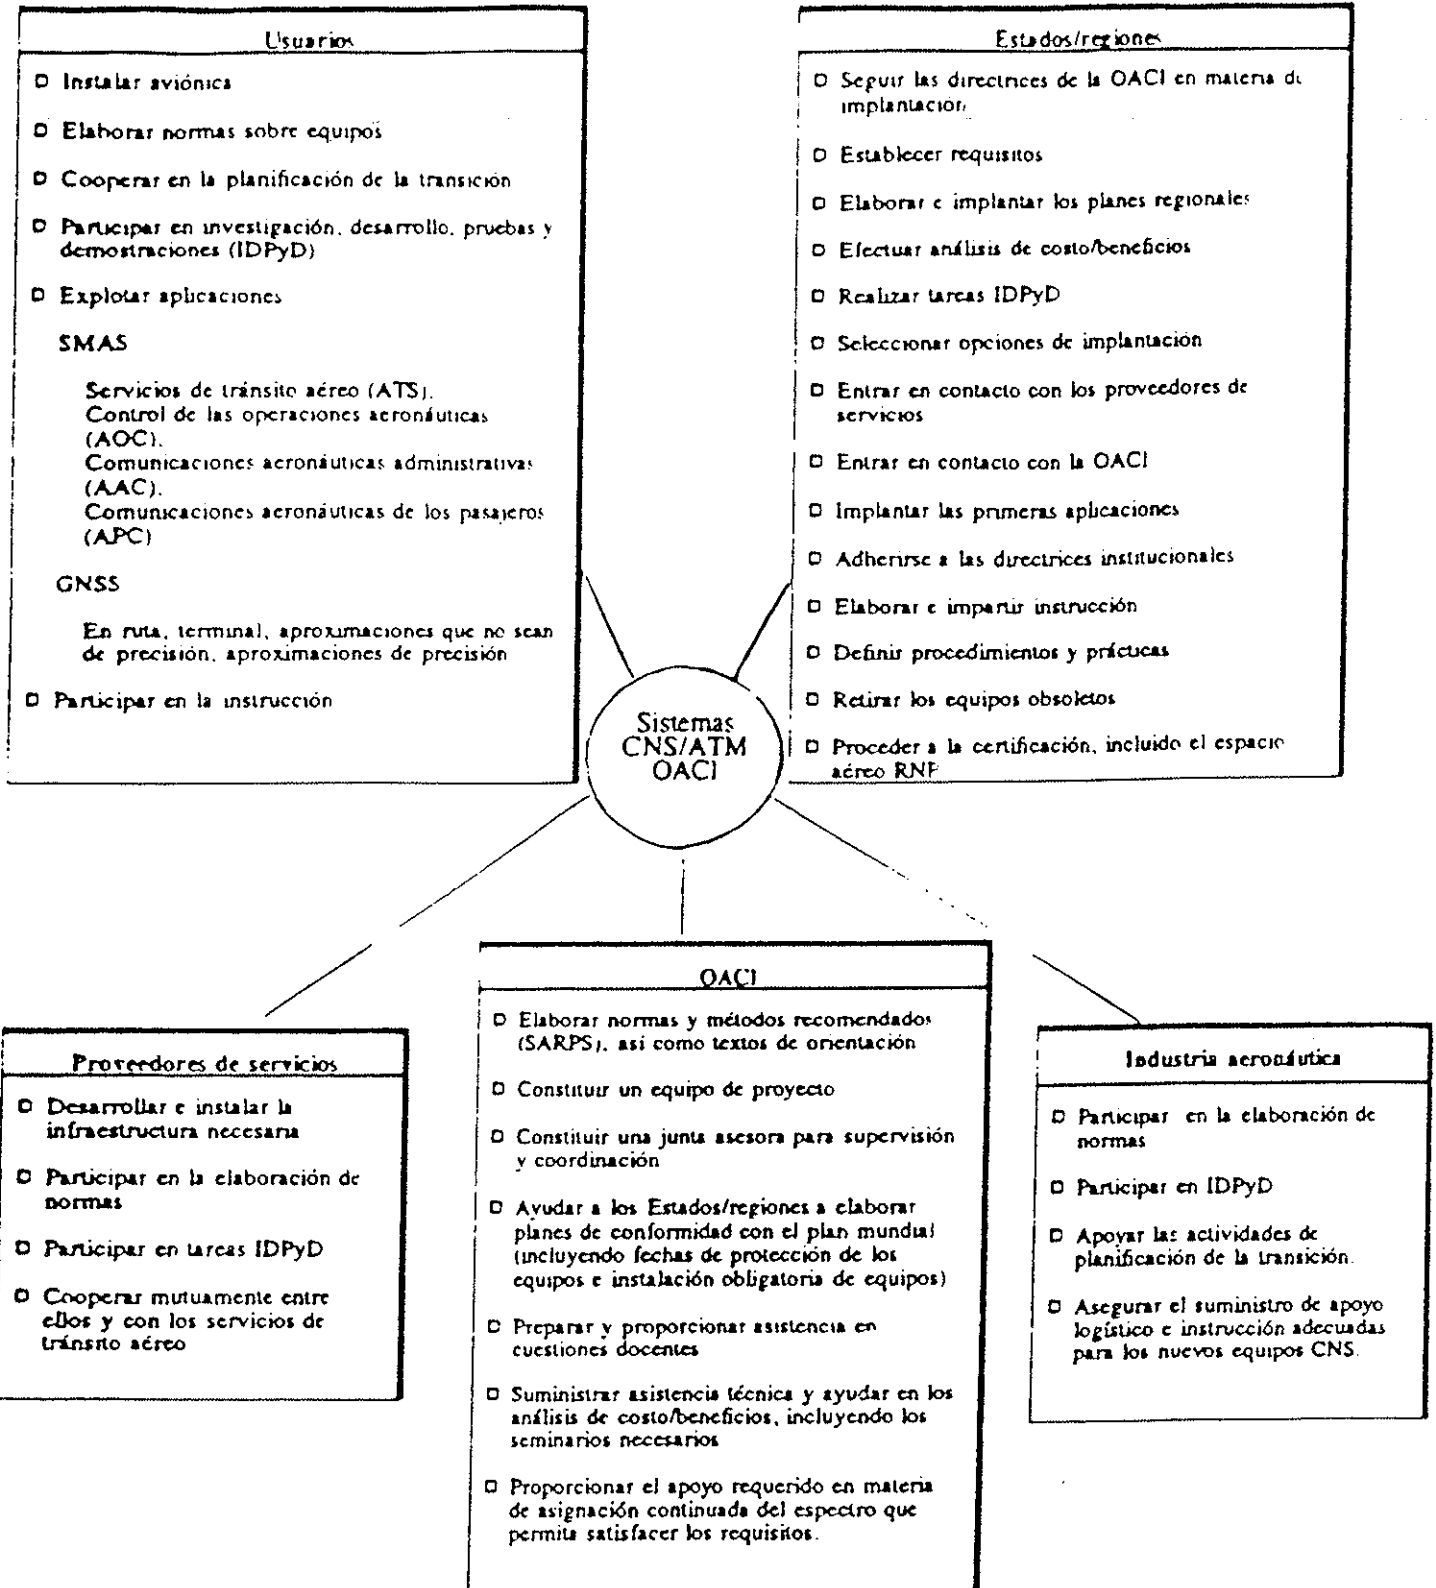 Usuarios
□ Instalar aviónica
□ Elaborar normas sobre equipos
□ Cooperar en la planificación de la transición
□ Participar en investigación, desarrollo, pruebas y
demostraciones (IDPyD)
□ Explotar aplicaciones
SMAS
Servicios de tránsito aéreo (ATS),
Control de las operaciones aeronáuticas
(AOC),
Comunicaciones aeronáuticas administrativas
(AAC),
Comunicaciones aeronáuticas de los pasajeros
(APC)
GNSS
En ruta, terminal, aproximaciones que no sean
de precisión, aproximaciones de precisión
□ Participar en la instrucción
Estados/regiones
□ Seguir las directrices de la OACI en materia de
implantación
□ Establecer requisitos
□ Elaborar e implantar los planes regionales
□ Efectuar análisis de costo/beneficios
□ Realizar tareas IDPyD
□ Seleccionar opciones de implantación
□ Entrar en contacto con los proveedores de
servicios
□ Entrar en contacto con la OACI
□ Implantar las primeras aplicaciones
□ Adherirse a las directrices institucionales
□ Elaborar e impartir instrucción
□ Definir procedimientos y prácticas
□ Retirar los equipos obsoletos
□ Proceder a la certificación, incluido el espacio
aéreo RNP
Sistemas
CNS/ATM
OACI
Proveedores de servicios
□ Desarrollar e instalar la
infraestructura necesaria
□ Participar en la elaboración de
normas
□ Participar en tareas IDPyD
□ Cooperar mutuamente entre
ellos y con los servicios de
tránsito aéreo
OACI
□ Elaborar normas y métodos recomendados
(SARPS), así como textos de orientación
□ Constituir un equipo de proyecto
□ Constituir una junta asesora para supervisión
y coordinación
□ Ayudar a los Estados/regiones a elaborar
planes de conformidad con el plan mundial
(incluyendo fechas de protección de los
equipos e instalación obligatoria de equipos)
□ Preparar y proporcionar asistencia en
cuestiones docentes
□ Suministrar asistencia técnica y ayudar en los
análisis de costo/beneficios, incluyendo los
seminarios necesarios
□ Proporcionar el apoyo requerido en materia
de asignación continuada del espectro que
permita satisfacer los requisitos.
Industria aeronáutica
□ Participar en la elaboración de
normas
□ Participar en IDPyD
□ Apoyar las actividades de
planificación de la transición.
□ Asegurar el suministro de apoyo
logístico e instrucción adecuadas
para los nuevos equipos CNS.